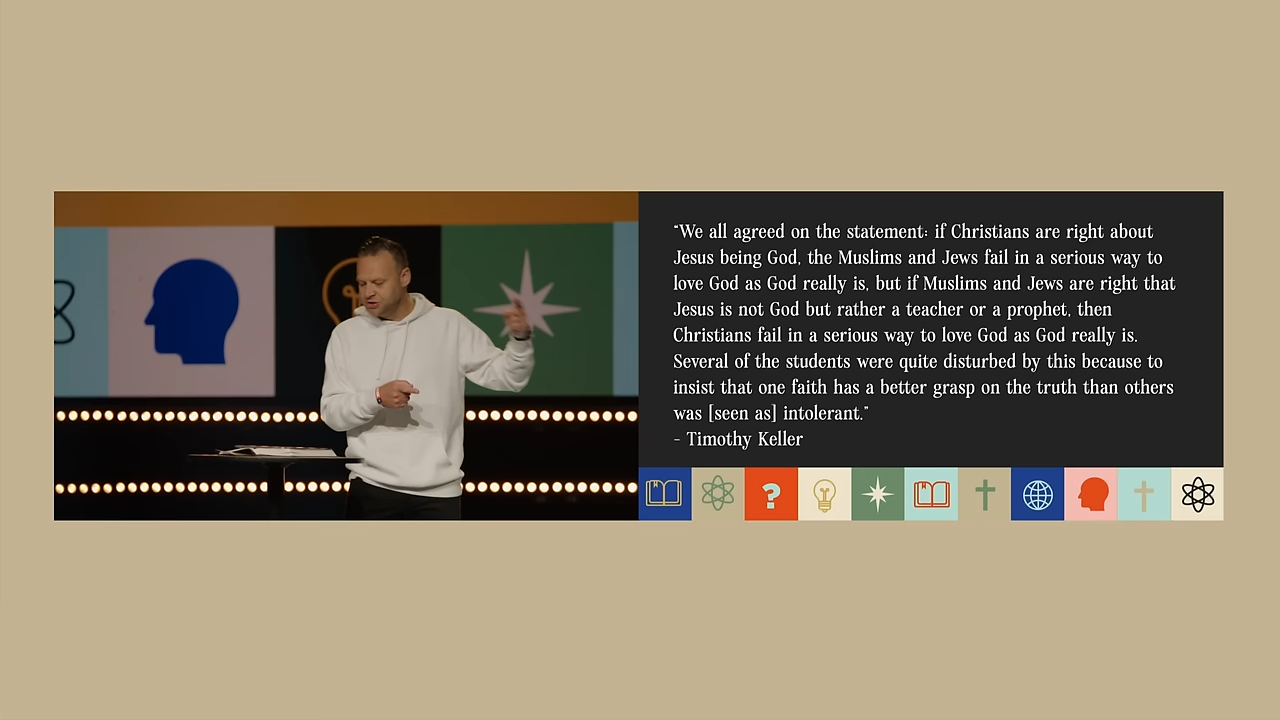 “We all agreed on the statement: if Christians are right about
Jesus being God, the Muslims and Jews fail in a serious way to
love God as God really is, but if Muslims and Jews are right that
Jesus is not God but rather a teacher or a prophet, then
Christians fail in a serious way to love God as God really is.
Several of the students were quite disturbed by this because to
insist that one faith has a better grasp on the truth than others
was [seen as] intolerant.”
- Timothy Keller
?